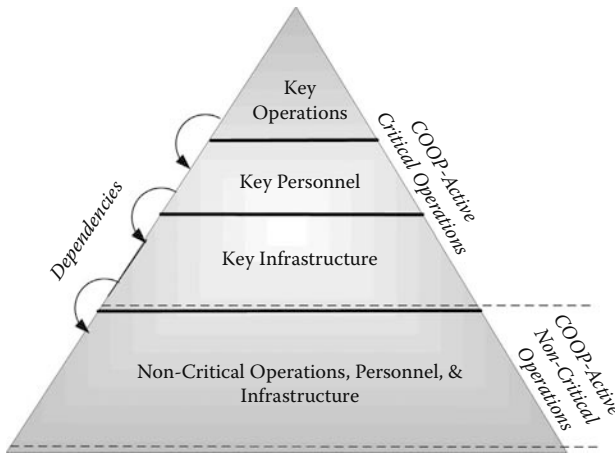 Key
Operations
Key Personnel
Key Infrastructure
Non-Critical Operations, Personnel, &
Infrastructure
Dependencies
COOP-Active
Critical Operations
COOP-Active
Non-Critical
Operations